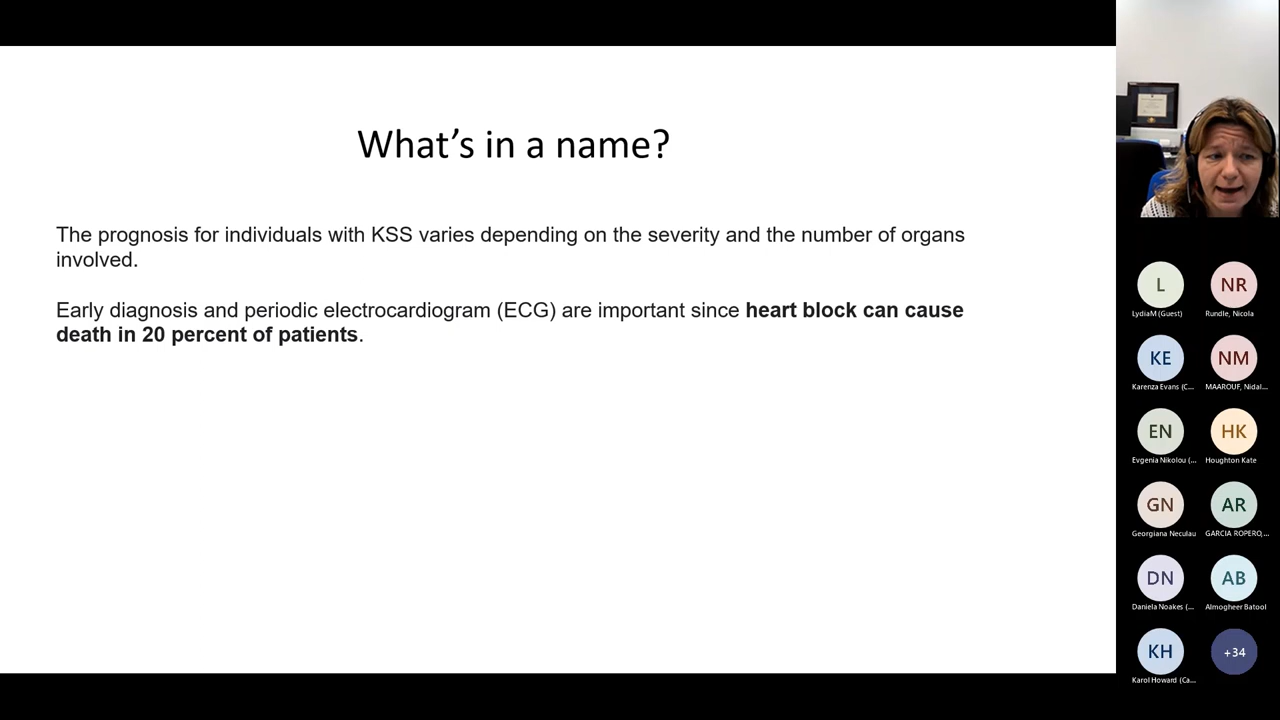 What’s in a name?
The prognosis for individuals with KSS varies depending on the severity and the number of organs
involved.
Early diagnosis and periodic electrocardiogram (ECG) are important since heart block can cause
death in 20 percent of patients.
L
NR
LydiaM (Guest)
Rundle, Nicola
KE
NM
Karenza Evans (C...
MAAROUF, Nidal...
EN
HK
Evgenia Nikolou (...
Houghton Kate
GN
AR
Georgiana Neculau
GARCIA ROPERO,...
DN
AB
Daniela Noakes (...
Almogheer Batool
KH
+34
Karol Howard (Ca...